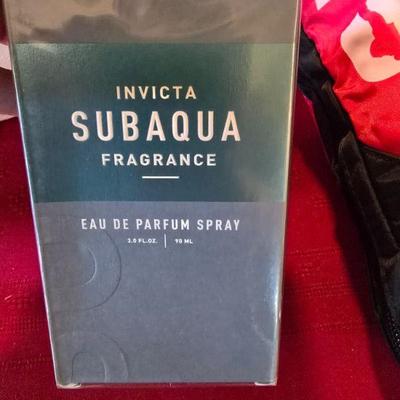 INVICTA
SUBAQUA
FRAGRANCE
EAU DE PARFUM SPRAY
3.0 FL.OZ. | 90 ML